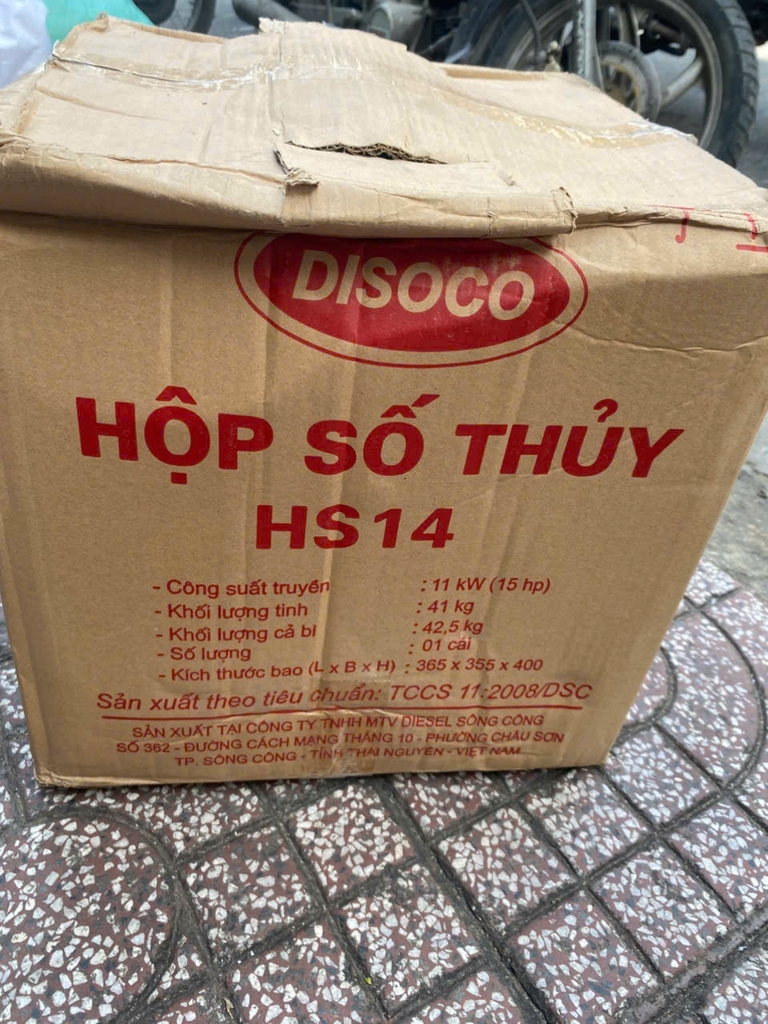 DISOCO
HỘP SỐ THỦY
HS14
- Công suất truyền : 11 kW (15 hp)
- Khối lượng tinh : 41 kg
- Khối lượng cả bì : 42,5 kg
- Số lượng : 01 cái
- Kích thước bao (L x B x H) : 365 x 355 x 400
Sản xuất theo tiêu chuẩn: TCCS 11:2008/DSC
SẢN XUẤT TẠI CÔNG TY TNHH MTV DIESEL SÔNG CÔNG
SỐ 362 - ĐƯỜNG CÁCH MẠNG THÁNG 10 - PHƯỜNG CHÂU SƠN
TP. SÔNG CÔNG - TỈNH THÁI NGUYÊN - VIỆT NAM